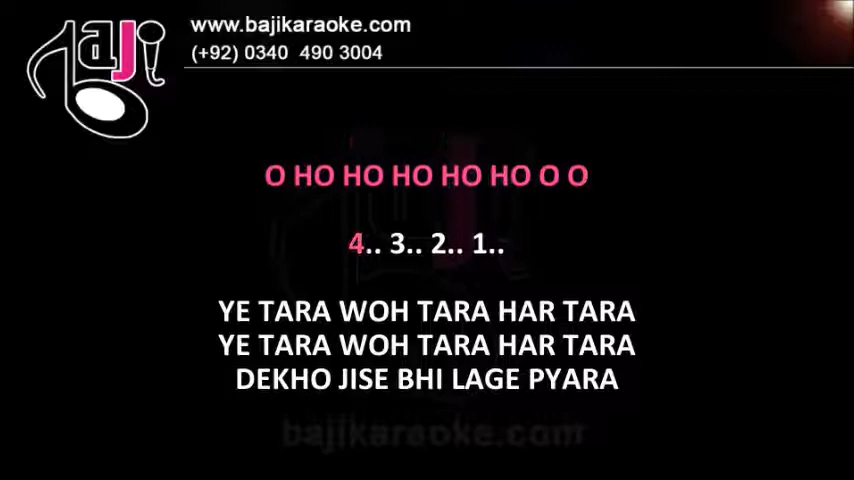 www.bajikaraoke.com
(+92) 0340 490 3004
aji
O HO HO HO HO HO O O
4.. 3.. 2.. 1..
YE TARA WOH TARA HAR TARA
YE TARA WOH TARA HAR TARA
DEKHO JISE BHI LAGE PYARA
bajikaraoke.com